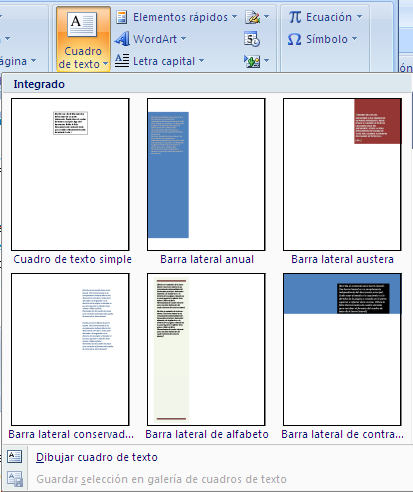 Cuadro
de texto
Elementos rápidos
WordArt
Letra capital
Ecuación
Símbolo
ágina
ón
Integrado
Cuadro de texto simple
Barra lateral anual
Barra lateral austera
Barra lateral conservad...
Barra lateral de alfabeto
Barra lateral de contra...
Dibujar cuadro de texto
Guardar selección en galería de cuadros de texto